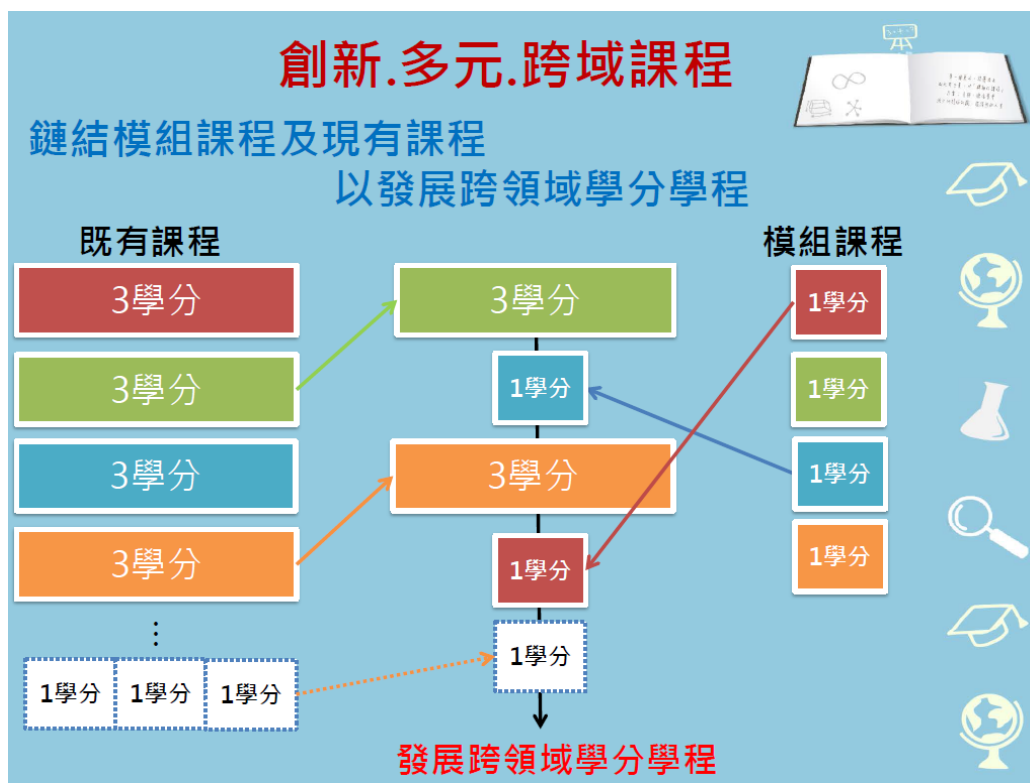 創新.多元.跨域課程
鏈結模組課程及現有課程
以發展跨領域學分學程
既有課程
3學分
3學分
3學分
3學分
⋮
1學分 1學分 1學分
3學分
1學分
3學分
1學分
1學分
發展跨領域學分學程
模組課程
1學分
1學分
1學分
1學分